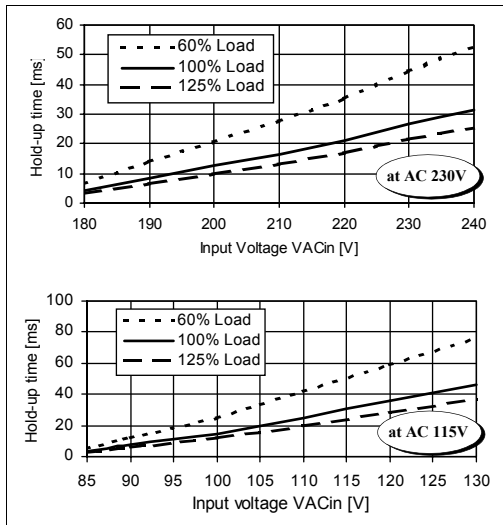 60
50
40
30
20
10
0
Hold-up time [ms]
60% Load
100% Load
125% Load
at AC 230V
180 190 200 210 220 230 240
Input Voltage VACin [V]
100
80
60
40
20
0
Hold-up time [ms]
60% Load
100% Load
125% Load
at AC 115V
85 90 95 100 105 110 115 120 125 130
Input voltage VACin [V]